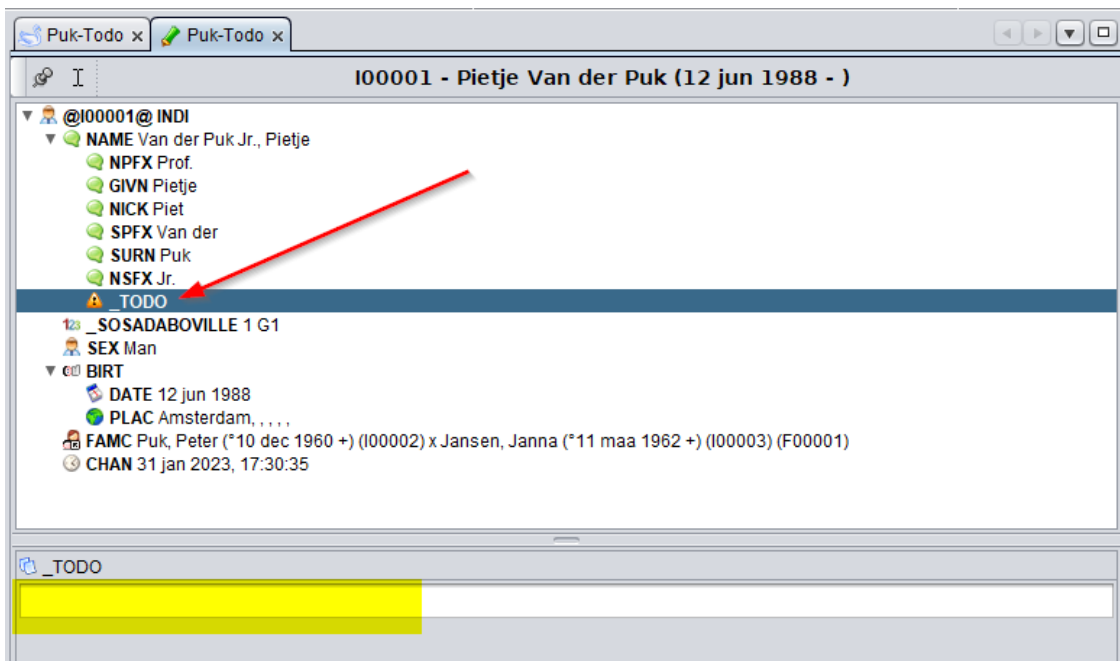 Puk-Todo x Puk-Todo x
I00001 - Pietje Van der Puk (12 jun 1988 - )
@I00001@ INDI
NAME Van der Puk Jr., Pietje
NPFX Prof.
GIVN Pietje
NICK Piet
SPFX Van der
SURN Puk
NSFX Jr.
_TODO
123 _SOSADABOVILLE 1 G1
SEX Man
BIRT
DATE 12 jun 1988
PLAC Amsterdam, , , , ,
FAMC Puk, Peter (°10 dec 1960 +) (I00002) x Jansen, Janna (°11 maa 1962 +) (I00003) (F00001)
CHAN 31 jan 2023, 17:30:35
_TODO